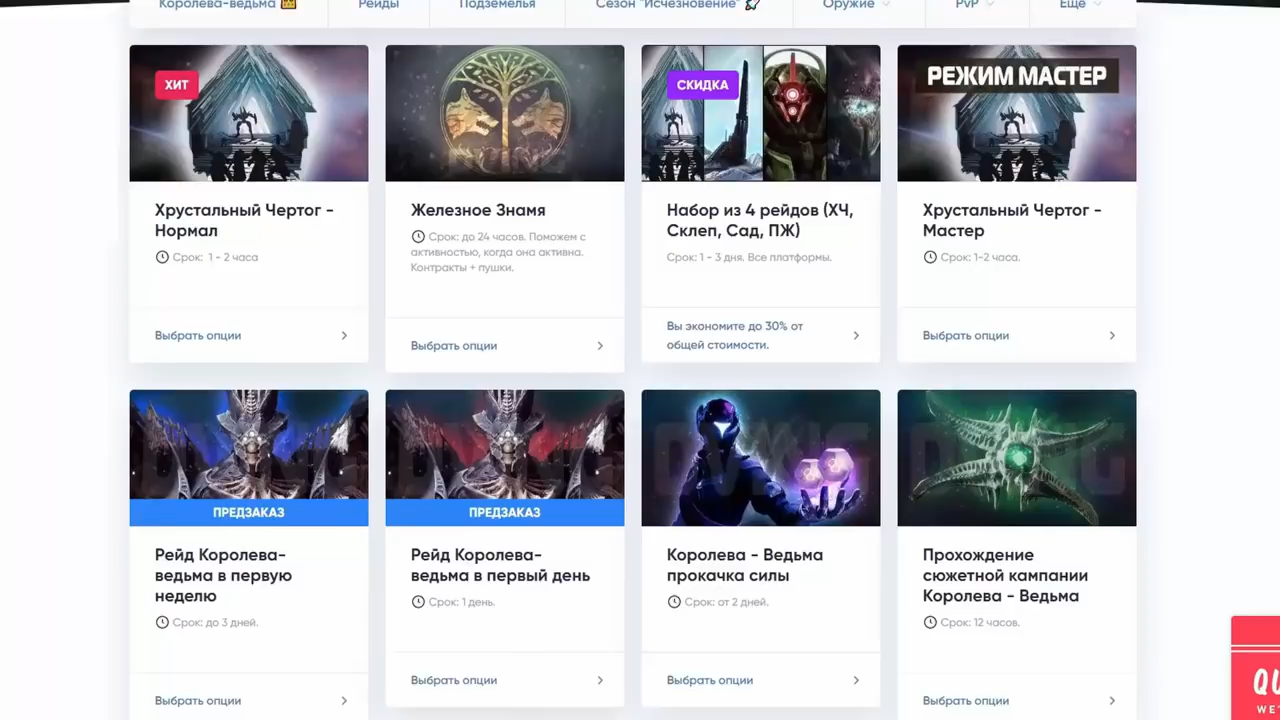 Королева-ведьма
Рейды
Подземелья
Сезон "Исчезновение"
Оружие
PvP
Ещё
ХИТ
СКИДКА
РЕЖИМ МАСТЕР
Хрустальный Чертог -
Нормал
Срок: 1 - 2 часа
Выбрать опции
Железное Знамя
Срок: до 24 часов. Поможем с
активностью, когда она активна.
Контракты + пушки.
Выбрать опции
Набор из 4 рейдов (ХЧ,
Склеп, Сад, ПЖ)
Срок: 1 - 3 дня. Все платформы.
Вы экономите до 30% от
общей стоимости.
Хрустальный Чертог -
Мастер
Срок: 1-2 часа.
Выбрать опции
ПРЕДЗАКАЗ
Рейд Королева-
ведьма в первую
неделю
Срок: до 3 дней.
Выбрать опции
ПРЕДЗАКАЗ
Рейд Королева-
ведьма в первый день
Срок: 1 день.
Выбрать опции
Королева - Ведьма
прокачка силы
Срок: от 2 дней.
Выбрать опции
Прохождение
сюжетной кампании
Королева - Ведьма
Срок: 12 часов.
Выбрать опции